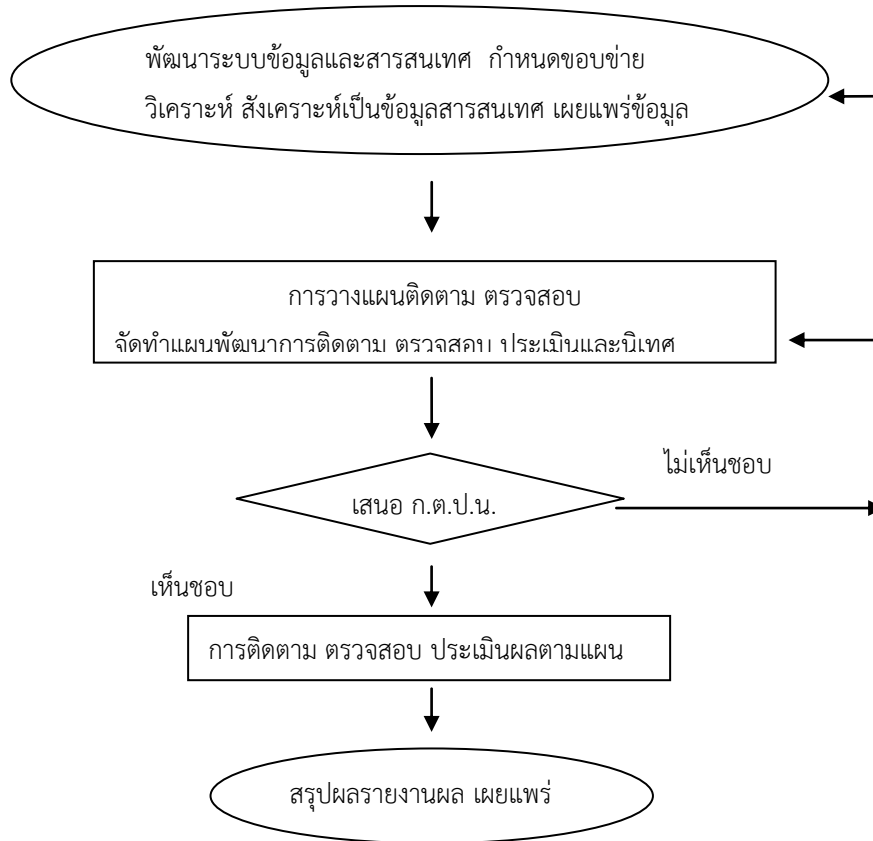 พัฒนาระบบข้อมูลและสารสนเทศ กำหนดขอบข่าย
วิเคราะห์ สังเคราะห์เป็นข้อมูลสารสนเทศ เผยแพร่ข้อมูล
การวางแผนติดตาม ตรวจสอบ
จัดทำแผนพัฒนาการติดตาม ตรวจสอบ ประเมินและนิเทศ
ไม่เห็นชอบ
เสนอ ก.ต.ป.น.
เห็นชอบ
การติดตาม ตรวจสอบ ประเมินผลตามแผน
สรุปผลรายงานผล เผยแพร่